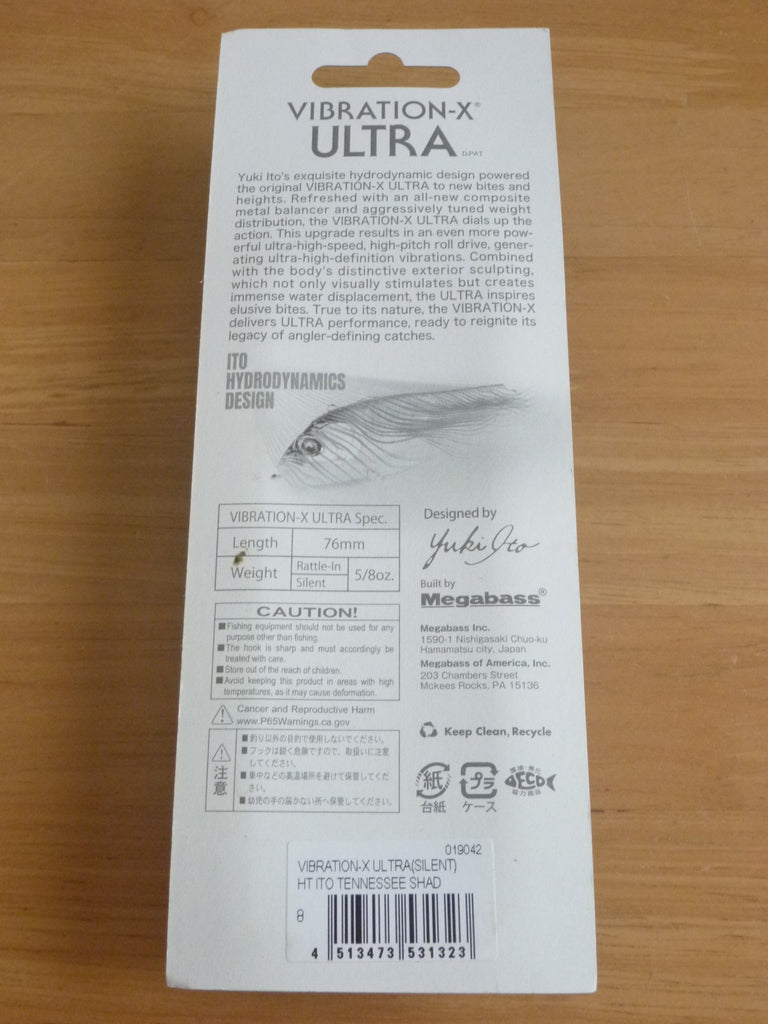 VIBRATION-X®
ULTRA D.PAT
Yuki Ito's exquisite hydrodynamic design powered
the original VIBRATION-X ULTRA to new bites and
heights. Refreshed with an all-new composite
metal balancer and aggressively tuned weight
distribution, the VIBRATION-X ULTRA dials up the
action. This upgrade results in an even more pow-
erful ultra-high-speed, high-pitch roll drive, gener-
ating ultra-high-definition vibrations. Combined
with the body's distinctive exterior sculpting,
which not only visually stimulates but creates
immense water displacement, the ULTRA inspires
elusive bites. True to its nature, the VIBRATION-X
delivers ULTRA performance, ready to reignite its
legacy of angler-defining catches.
ITO
HYDRODYNAMICS
DESIGN
VIBRATION-X ULTRA Spec.
Length 76mm
Weight Rattle-In Silent 5/8oz.
CAUTION!
■Fishing equipment should not be used for any
purpose other than fishing.
■The hook is sharp and must accordingly be
treated with care.
■Store out of the reach of children.
■Avoid keeping this product in areas with high
temperatures, as it may cause deformation.
Cancer and Reproductive Harm
www.P65Warnings.ca.gov
注意
■釣り以外の目的で使用しないでください。
■フックは鋭く危険ですので、取扱いに注意
してください。
■車中などの高温場所を避けて保管してくだ
さい。
■幼児の手の届かない所へ保管してください。
Designed by
Yuki Ito
Built by
Megabass®
Megabass Inc.
1590-1 Nishigasaki Chuo-ku
Hamamatsu city, Japan
Megabass of America, Inc.
203 Chambers Street
Mckees Rocks, PA 15136
Keep Clean, Recycle
紙 プラ ECO
台紙 ケース
019042
VIBRATION-X ULTRA(SILENT)
HT ITO TENNESSEE SHAD
4 513473 531323